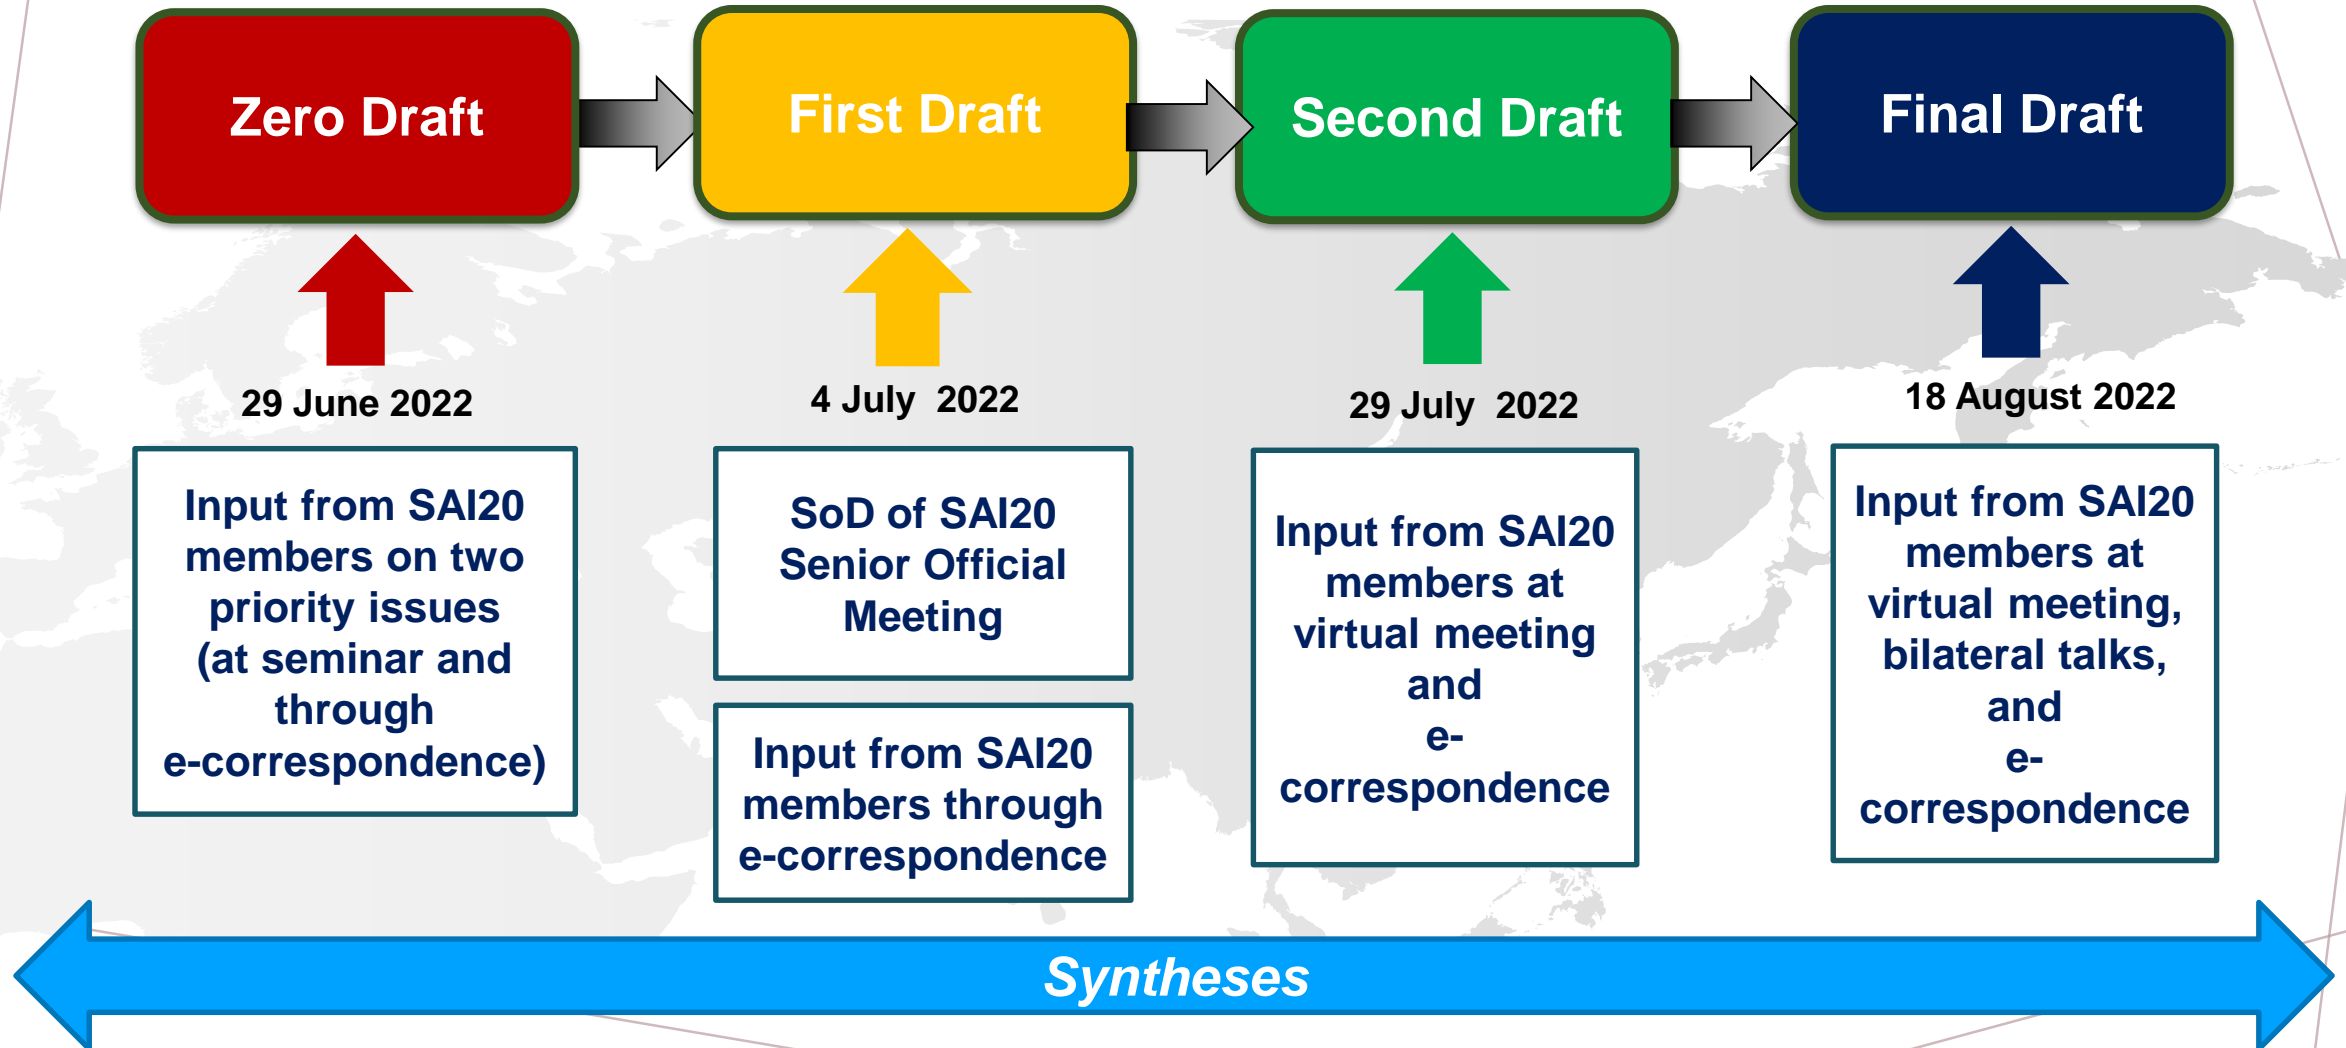 Zero Draft
First Draft
Second Draft
Final Draft
29 June 2022
4 July  2022
29 July  2022
18 August 2022
Input from SAI20
members on two
priority issues
(at seminar and
through
e-correspondence)
SoD of SAI20
Senior Official
Meeting
Input from SAI20
members through
e-correspondence
Input from SAI20
members at
virtual meeting
and
e-
correspondence
Input from SAI20
members at
virtual meeting,
bilateral talks,
and
e-
correspondence
Syntheses